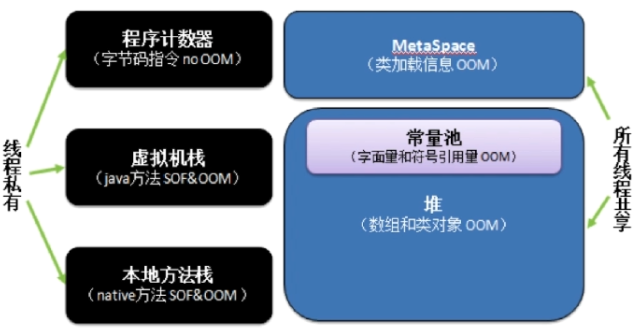 线程私有
程序计数器
（字节码指令 no OOM）
虚拟机栈
（java方法 SOF&OOM）
本地方法栈
（native方法 SOF&OOM ）
MetaSpace
（类加载信息 OOM）
常量池
（字面量和符号引用量 OOM）
堆
（数组和类对象 OOM）
所有线程共享